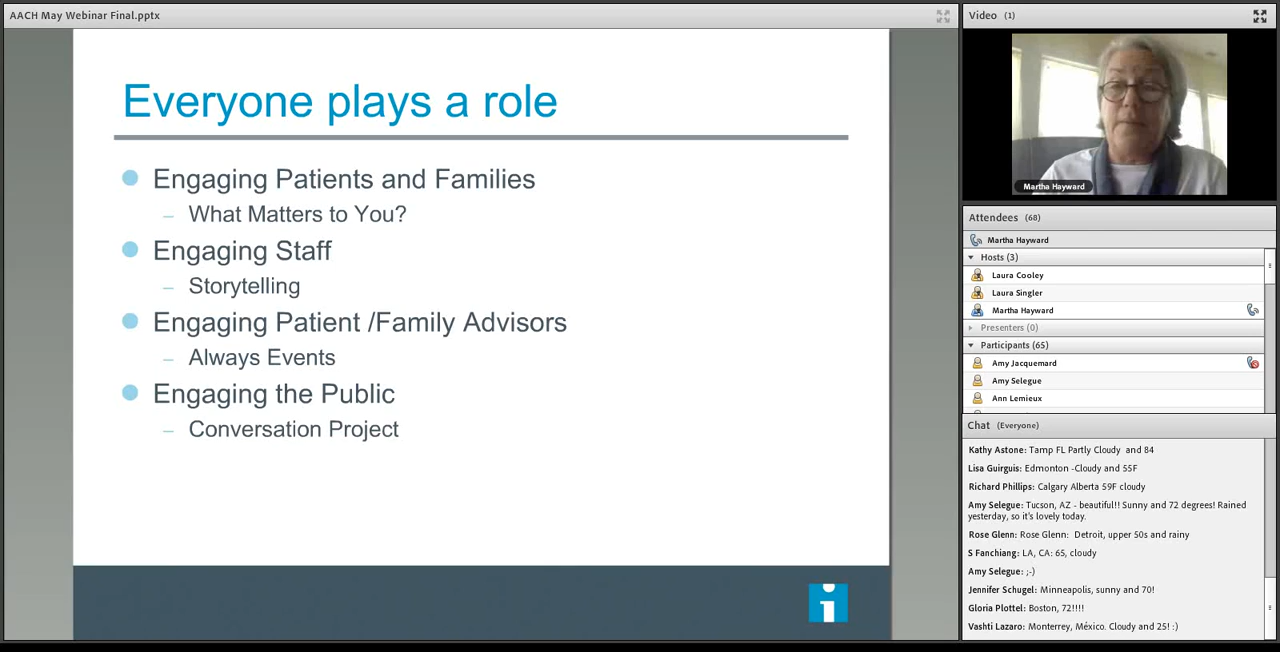 AACH May Webinar Final.pptx
Everyone plays a role
Engaging Patients and Families
– What Matters to You?
Engaging Staff
– Storytelling
Engaging Patient /Family Advisors
– Always Events
Engaging the Public
– Conversation Project
i
Video (1)
Martha Hayward
Attendees (68)
Martha Hayward
Hosts (3)
Laura Cooley
Laura Singler
Martha Hayward
Presenters (0)
Participants (65)
Amy Jacquemard
Amy Selegue
Ann Lemieux
Chat (Everyone)
Kathy Astone: Tamp FL Partly Cloudy and 84
Lisa Guirguis: Edmonton -Cloudy and 55F
Richard Phillips: Calgary Alberta 59F cloudy
Amy Selegue: Tucson, AZ - beautiful!! Sunny and 72 degrees! Rained
yesterday, so it's lovely today.
Rose Glenn: Rose Glenn: Detroit, upper 50s and rainy
S Fanchiang: LA, CA: 65, cloudy
Amy Selegue: ;-)
Jennifer Schugel: Minneapolis, sunny and 70!
Gloria Plottel: Boston, 72!!!!
Vashti Lazaro: Monterrey, México. Cloudy and 25! :)